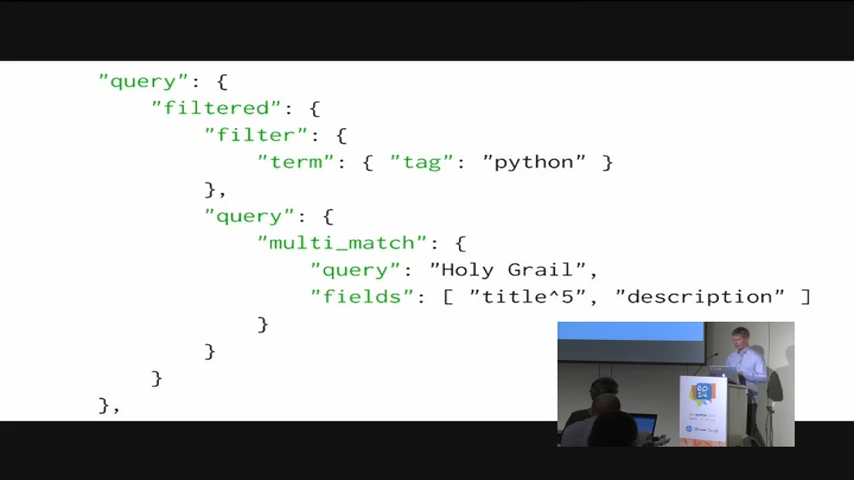 "query": {
"filtered": {
"filter": {
"term": { "tag": "python" }
},
"query": {
"multi_match": {
"query": "Holy Grail",
"fields": [ "title^5", "description" ]
}
}
}
},